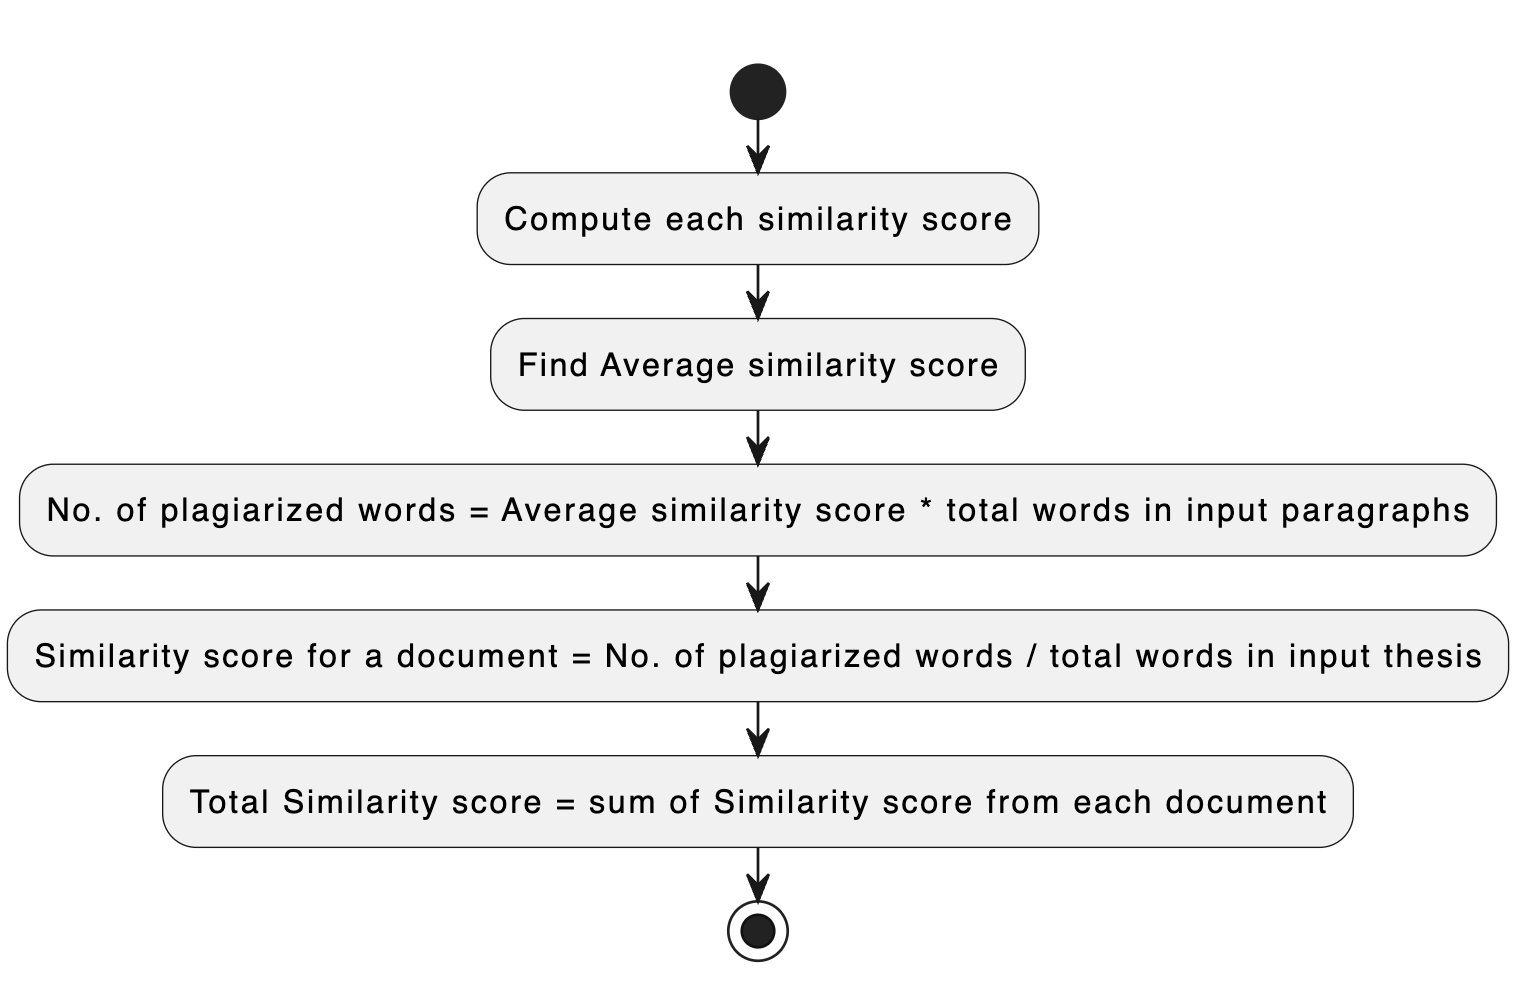 Compute each similarity score
Find Average similarity score
No. of plagiarized words = Average similarity score * total words in input paragraphs
Similarity score for a document = No. of plagiarized words / total words in input thesis
Total Similarity score = sum of Similarity score from each document